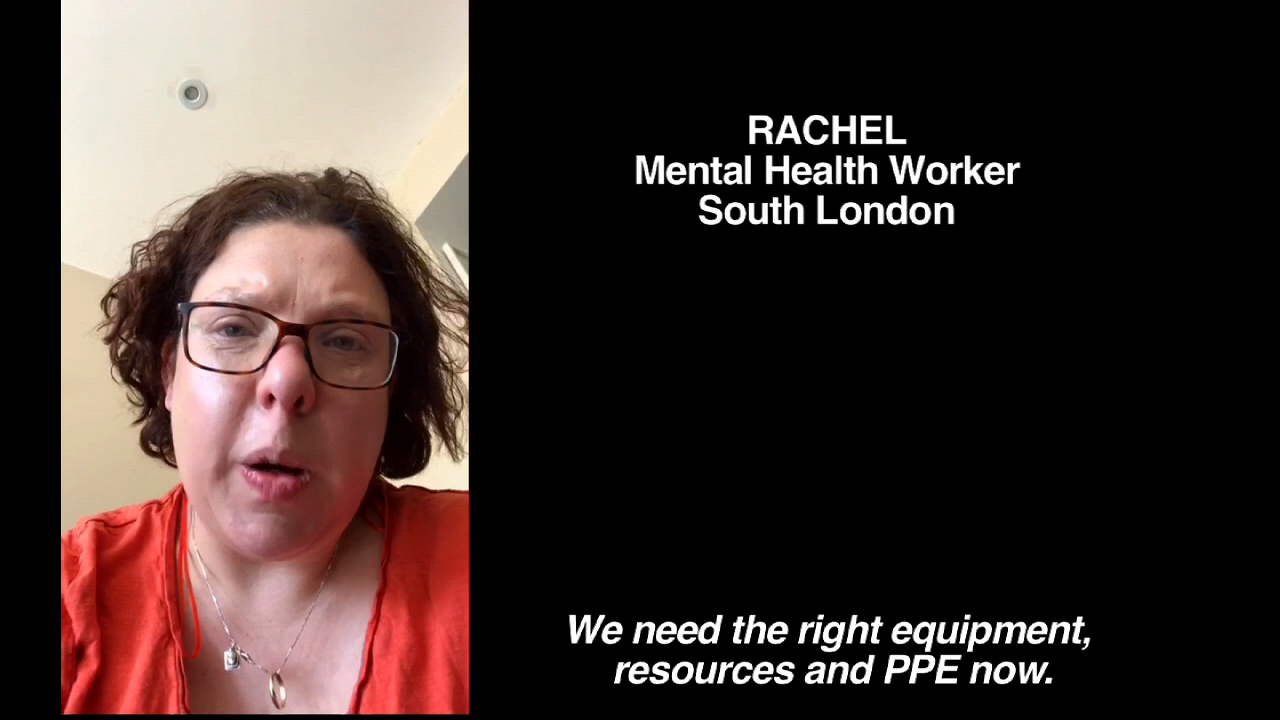 RACHEL
Mental Health Worker
South London
We need the right equipment,
resources and PPE now.